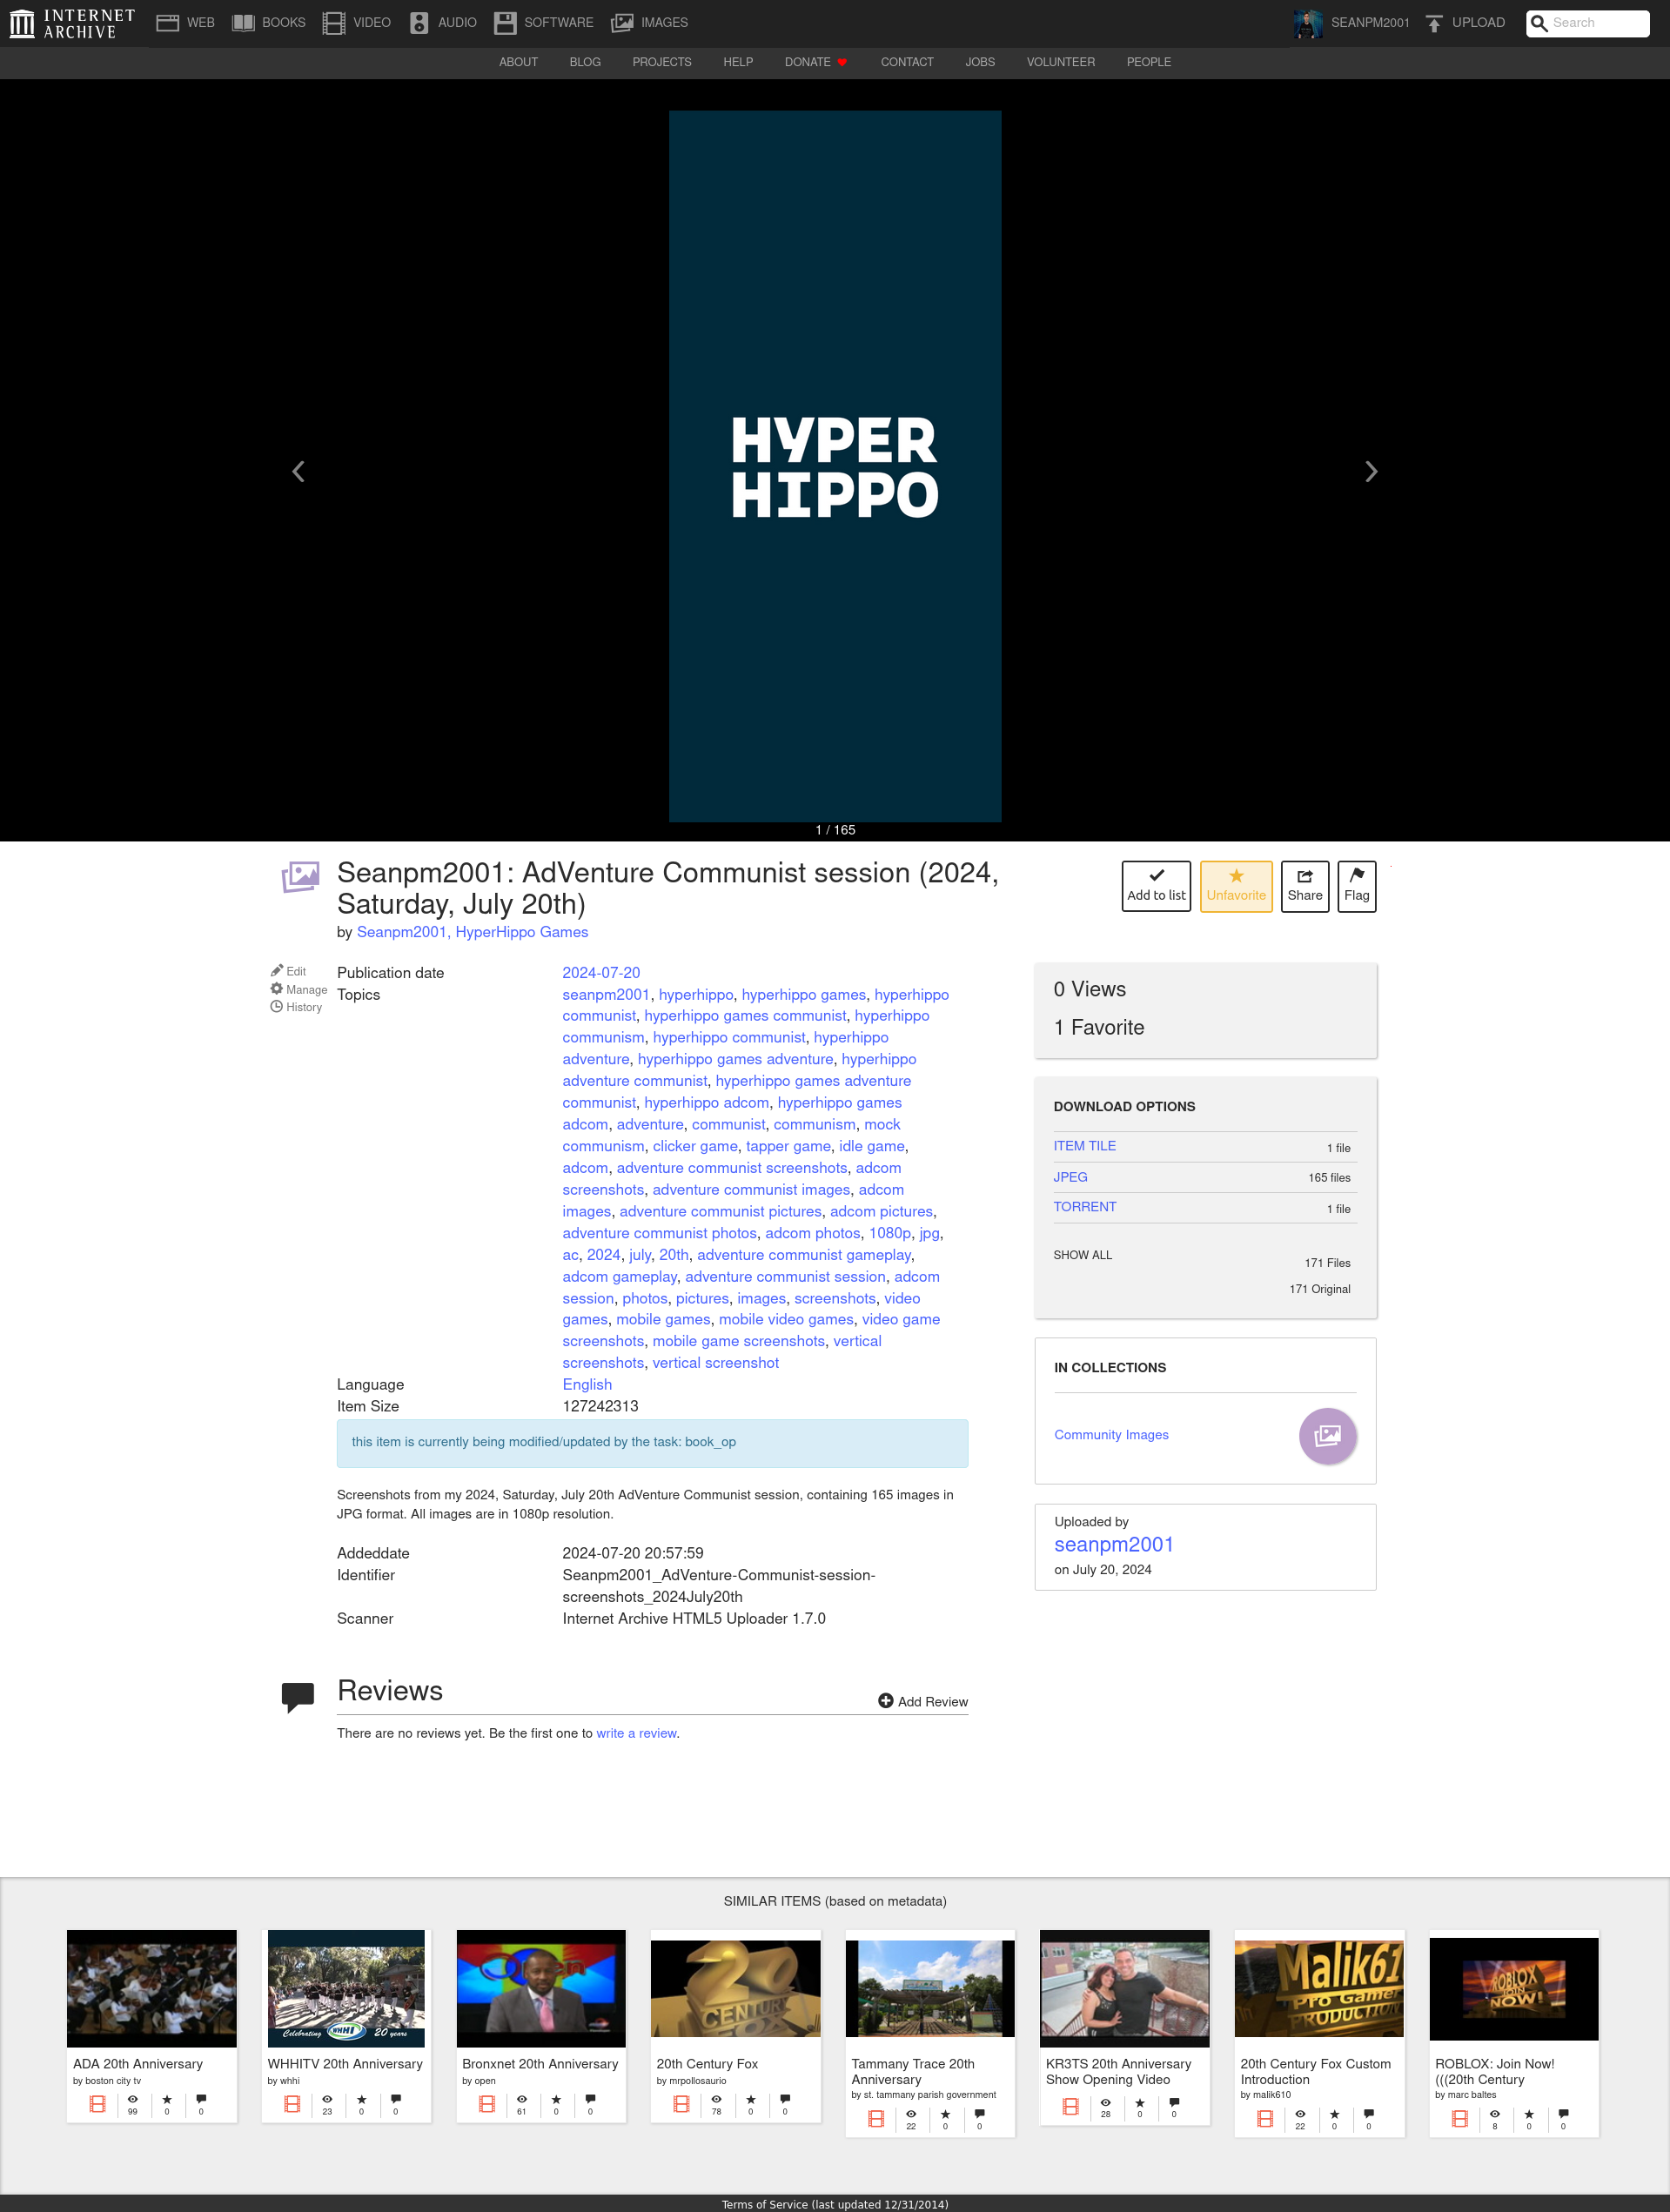 INTERNET
ARCHIVE
WEB
BOOKS
VIDEO
AUDIO
SOFTWARE
IMAGES
SEANPM2001
UPLOAD
Search
ABOUT
BLOG
PROJECTS
HELP
DONATE
CONTACT
JOBS
VOLUNTEER
PEOPLE
HYPER
HIPPO
1 / 165
Seanpm2001: AdVenture Communist session (2024,
Saturday, July 20th)
by Seanpm2001, HyperHippo Games
Add to list
Unfavorite
Share
Flag
Edit
Manage
History
Publication date 2024-07-20
Topics seanpm2001, hyperhippo, hyperhippo games, hyperhippo
communist, hyperhippo games communist, hyperhippo
communism, hyperhippo communist, hyperhippo
adventure, hyperhippo games adventure, hyperhippo
adventure communist, hyperhippo games adventure
communist, hyperhippo adcom, hyperhippo games
adcom, adventure, communist, communism, mock
communism, clicker game, tapper game, idle game,
adcom, adventure communist screenshots, adcom
screenshots, adventure communist images, adcom
images, adventure communist pictures, adcom pictures,
adventure communist photos, adcom photos, 1080p, jpg,
ac, 2024, july, 20th, adventure communist gameplay,
adcom gameplay, adventure communist session, adcom
session, photos, pictures, images, screenshots, video
games, mobile games, mobile video games, video game
screenshots, mobile game screenshots, vertical
screenshots, vertical screenshot
Language English
Item Size 127242313
this item is currently being modified/updated by the task: book_op
Screenshots from my 2024, Saturday, July 20th AdVenture Communist session, containing 165 images in
JPG format. All images are in 1080p resolution.
Addeddate 2024-07-20 20:57:59
Identifier Seanpm2001_AdVenture-Communist-session-
screenshots_2024July20th
Scanner Internet Archive HTML5 Uploader 1.7.0
0 Views
1 Favorite
DOWNLOAD OPTIONS
ITEM TILE 1 file
JPEG 165 files
TORRENT 1 file
SHOW ALL 171 Files
171 Original
IN COLLECTIONS
Community Images
Uploaded by
seanpm2001
on July 20, 2024
Reviews
Add Review
There are no reviews yet. Be the first one to write a review.
SIMILAR ITEMS (based on metadata)
ADA 20th Anniversary
by boston city tv
99 0 0
Celebrating WHHI 20 years
WHHITV 20th Anniversary
by whhi
23 0 0
Bronxnet 20th Anniversary
by open
61 0 0
20
CENTURY
20th Century Fox
by mrpollosaurio
78 0 0
Tammany Trace 20th
Anniversary
by st. tammany parish government
22 0 0
KR3TS 20th Anniversary
Show Opening Video
28 0 0
Malik61
Pro Gamer
PRODUCTION
20th Century Fox Custom
Introduction
by malik610
22 0 0
ROBLOX
JOIN
NOW!
ROBLOX: Join Now!
(((20th Century
by marc baltes
8 0 0
Terms of Service (last updated 12/31/2014)